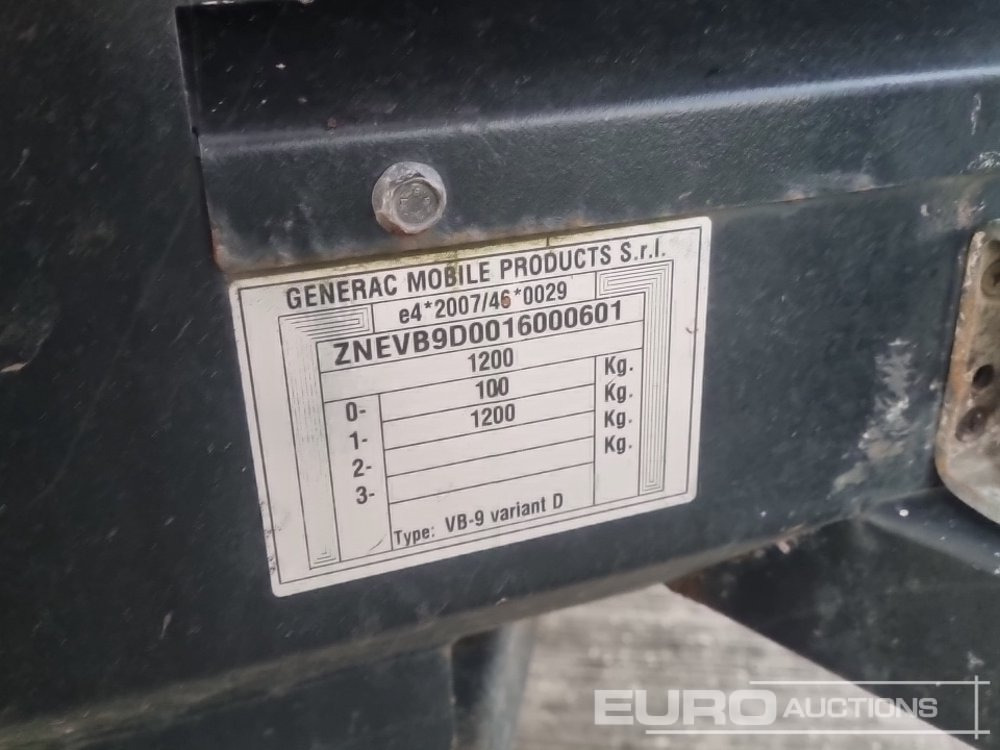 GENERAC MOBILE PRODUCTS S.r.l.
e4*2007/46*0029
ZNEVB9D0016000601
1200 Kg.
0- 100 Kg.
1- 1200 Kg.
2- Kg.
3-
Type: VB-9 variant D
EURO AUCTIONS